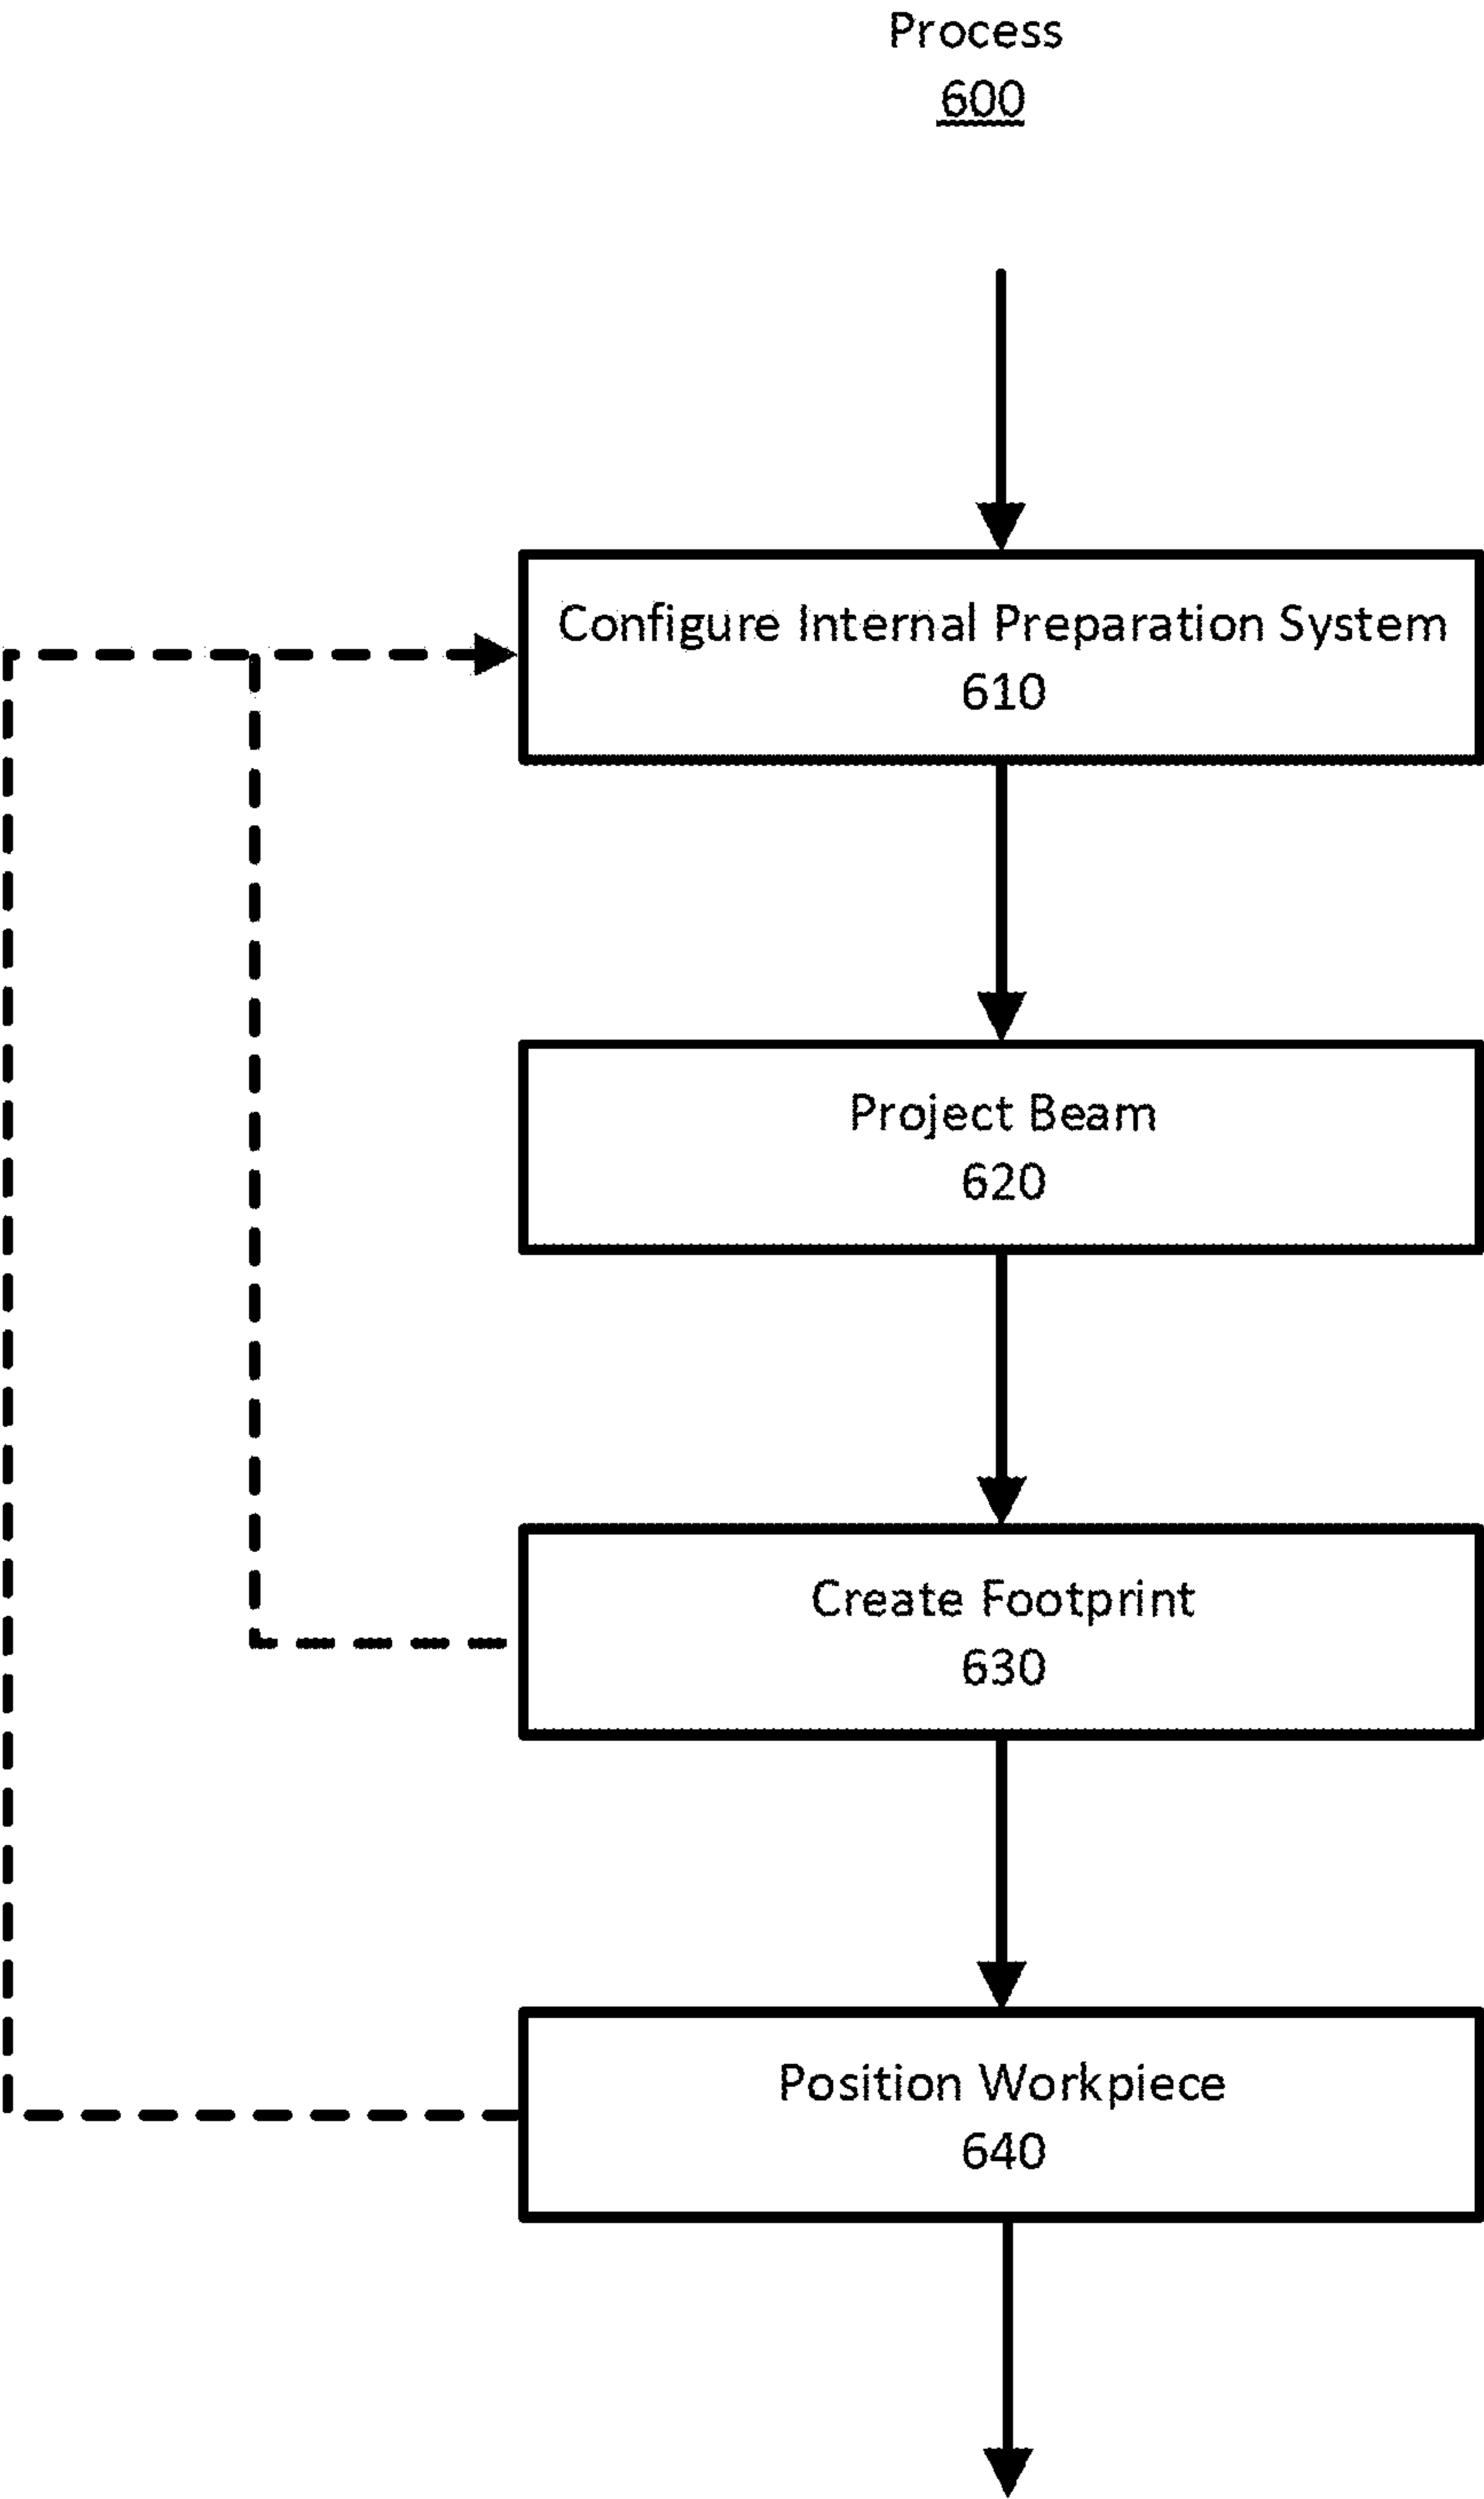 Process
600
Configure Internal Preparation System
610
Project Beam
620
Create Footprint
630
Position Workpiece
640